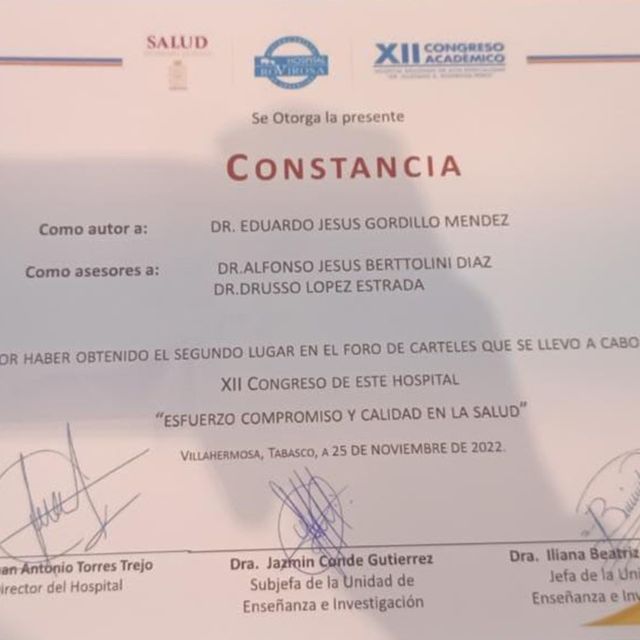 SALUD
HOSPITAL
ROVIROSA
XII CONGRESO
ACADÉMICO
Se Otorga la presente
CONSTANCIA
Como autor a: DR. EDUARDO JESUS GORDILLO MENDEZ
Como asesores a: DR.ALFONSO JESUS BERTTOLINI DIAZ
DR.DRUSSO LOPEZ ESTRADA
OR HABER OBTENIDO EL SEGUNDO LUGAR EN EL FORO DE CARTELES QUE SE LLEVO A CABO
XII CONGRESO DE ESTE HOSPITAL
“ESFUERZO COMPROMISO Y CALIDAD EN LA SALUD”
VILLAHERMOSA, TABASCO, A 25 DE NOVIEMBRE DE 2022.
an Antonio Torres Trejo Dra. Jazmin Conde Gutierrez Dra. Iliana Beatriz
irector del Hospital Subjefa de la Unidad de Jefa de la Uni
Enseñanza e Investigación Enseñanza e Inv